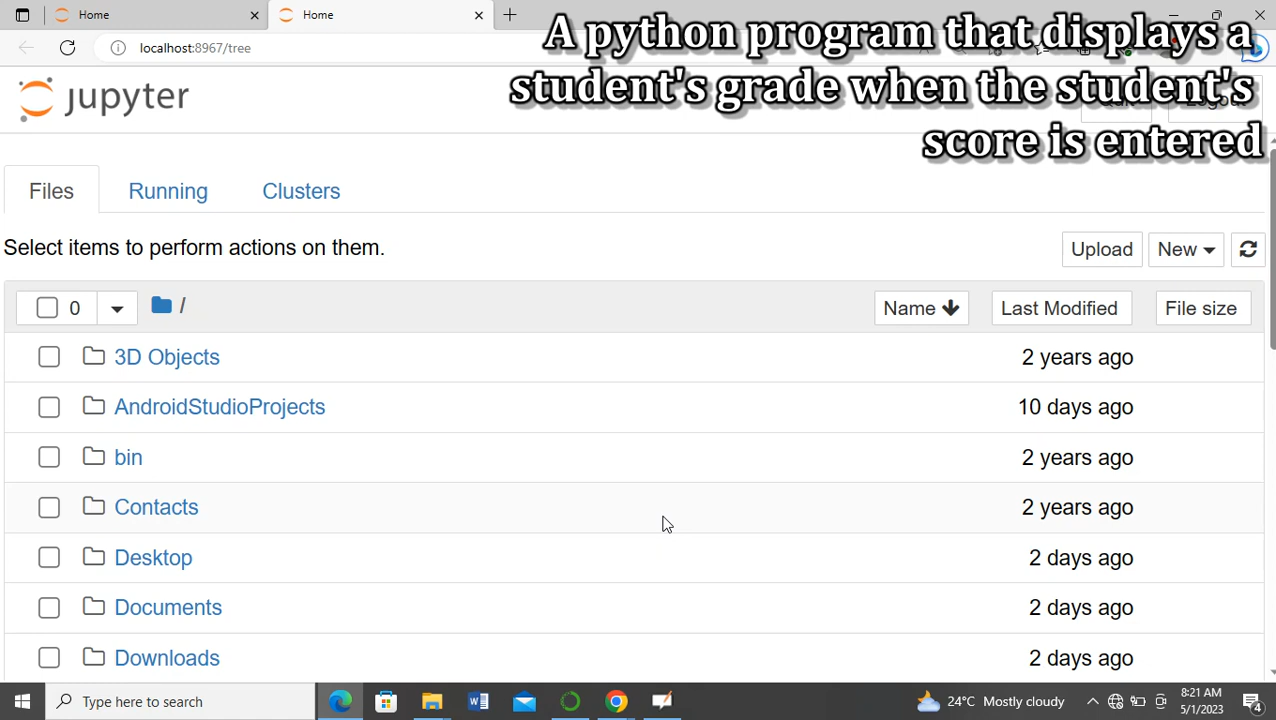 Home
Home
A python program that displays a
localhost:8967/tree
student's grade when the student's
jupyter
score is entered
Files
Running
Clusters
Select items to perform actions on them.
Upload
New
0
/
Name
Last Modified
File size
3D Objects
2 years ago
AndroidStudioProjects
10 days ago
bin
2 years ago
Contacts
2 years ago
Desktop
2 days ago
Documents
2 days ago
Downloads
2 days ago
Type here to search
24°C Mostly cloudy
8:21 AM
5/1/2023
4